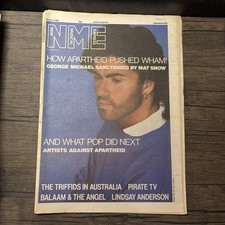 NME
HOW APARTHEID PUSHED WHAM!
GEORGE MICHAEL SANCTIONED BY MAT SNOW
AND WHAT POP DID NEXT
ARTISTS AGAINST APARTHEID
THE TRIFFIDS IN AUSTRALIA PIRATE TV
BALAAM & THE ANGEL LINDSAY ANDERSON